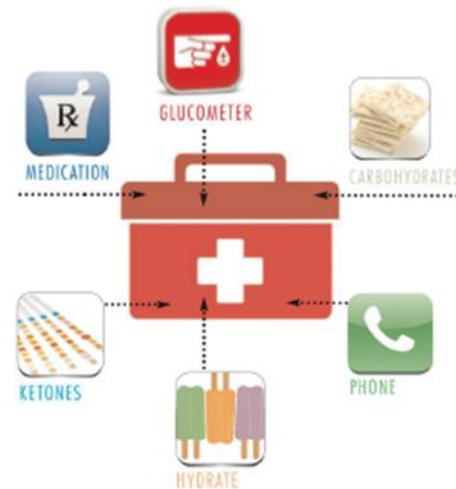 GLUCOMETER
℞
MEDICATION
CARBOHYDRATES
KETONES
PHONE
HYDRATE